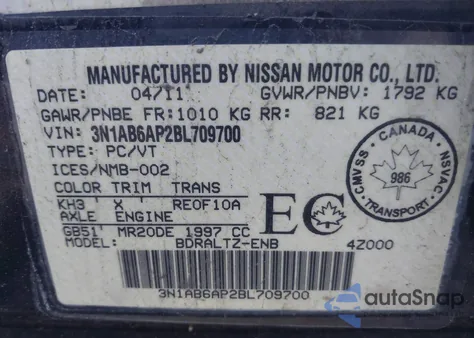 MANUFACTURED BY NISSAN MOTOR CO., LTD.
DATE: 04/11 GVWR/PNBV: 1792 KG
GAWR/PNBE FR: 1010 KG RR: 821 KG
VIN: 3N1AB6AP2BL709700
TYPE: PC/VT
ICES/NMB-002
COLOR TRIM TRANS
KH3 ' X ' RE0F10A
AXLE ENGINE
GB51' MR20DE 1997 CC
MODEL: BDRALTZ-ENB 4Z000
3N1AB6AP2BL709700
EC
CANADA
CMVSS NSVAC
986
TRANSPORT
autoSnap